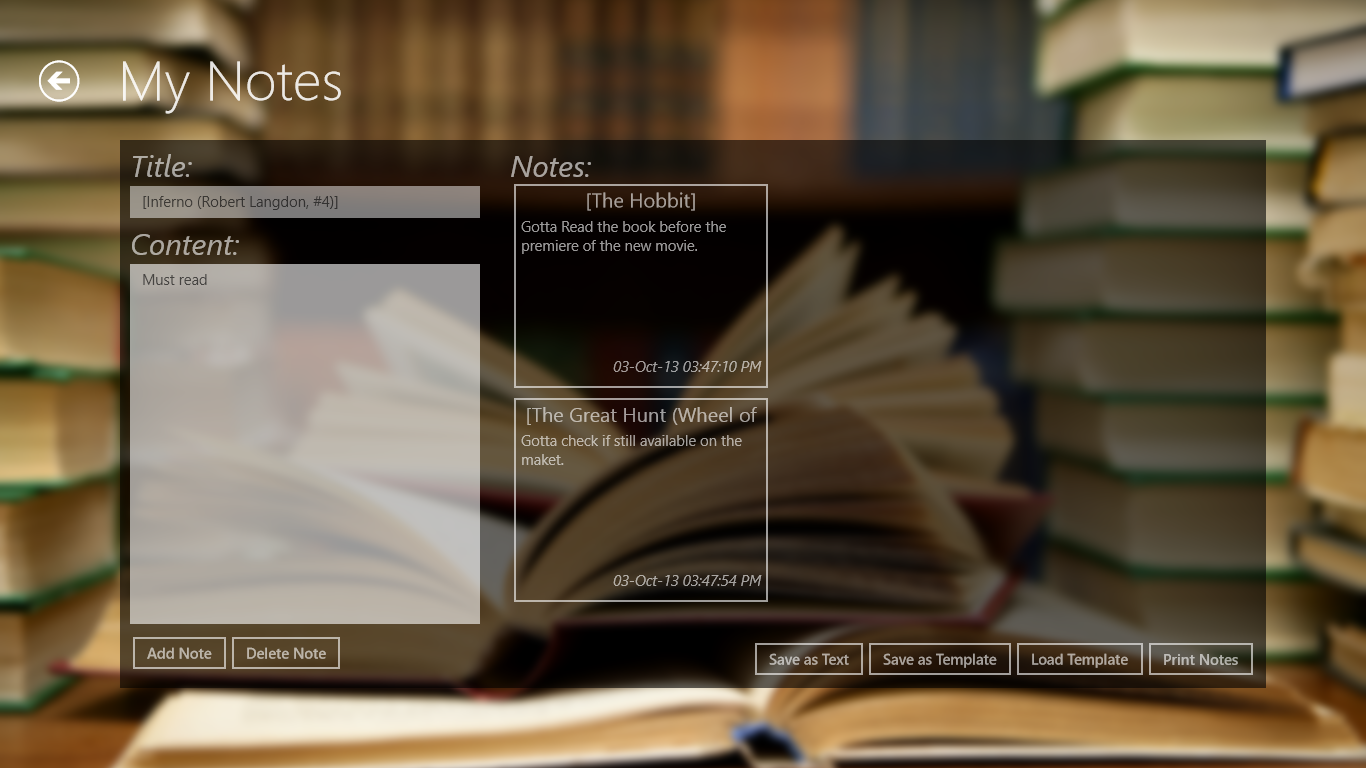 My Notes
Title:
[Inferno (Robert Langdon, #4)]
Content:
Must read
Add Note
Delete Note
Notes:
[The Hobbit]
Gotta Read the book before the
premiere of the new movie.
03-Oct-13 03:47:10 PM
[The Great Hunt (Wheel of
Gotta check if still available on the
maket.
03-Oct-13 03:47:54 PM
Save as Text
Save as Template
Load Template
Print Notes